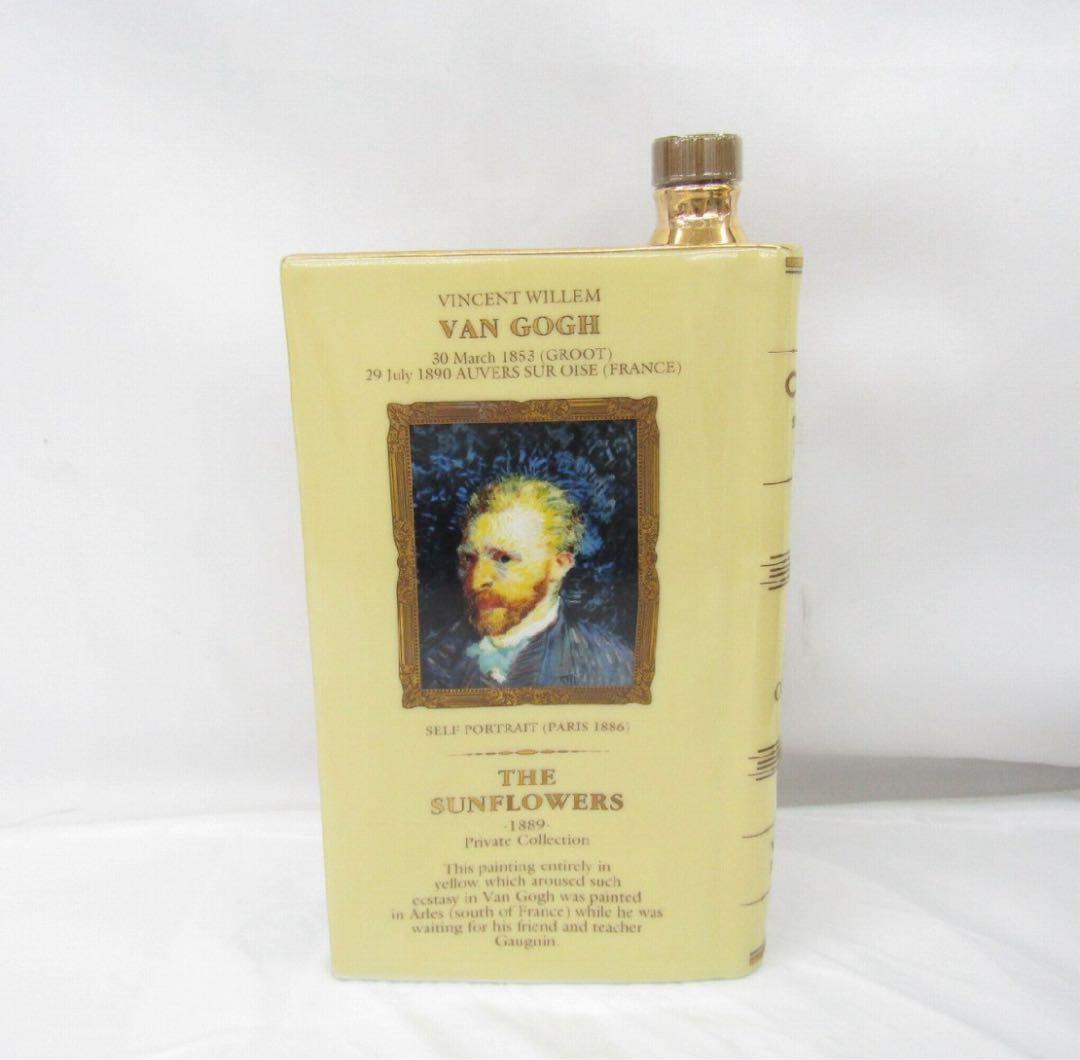 VINCENT WILLEM
VAN GOGH
30 March 1853 (GROOT)
29 July 1890 AUVERS SUR OISE (FRANCE)
SELF PORTRAIT (PARIS 1886)
THE
SUNFLOWERS
-1889-
Private Collection
This painting entirely in
yellow, which aroused such
ecstasy in Van Gogh was painted
in Arles (south of France) while he was
waiting for his friend and teacher
Gauguin.